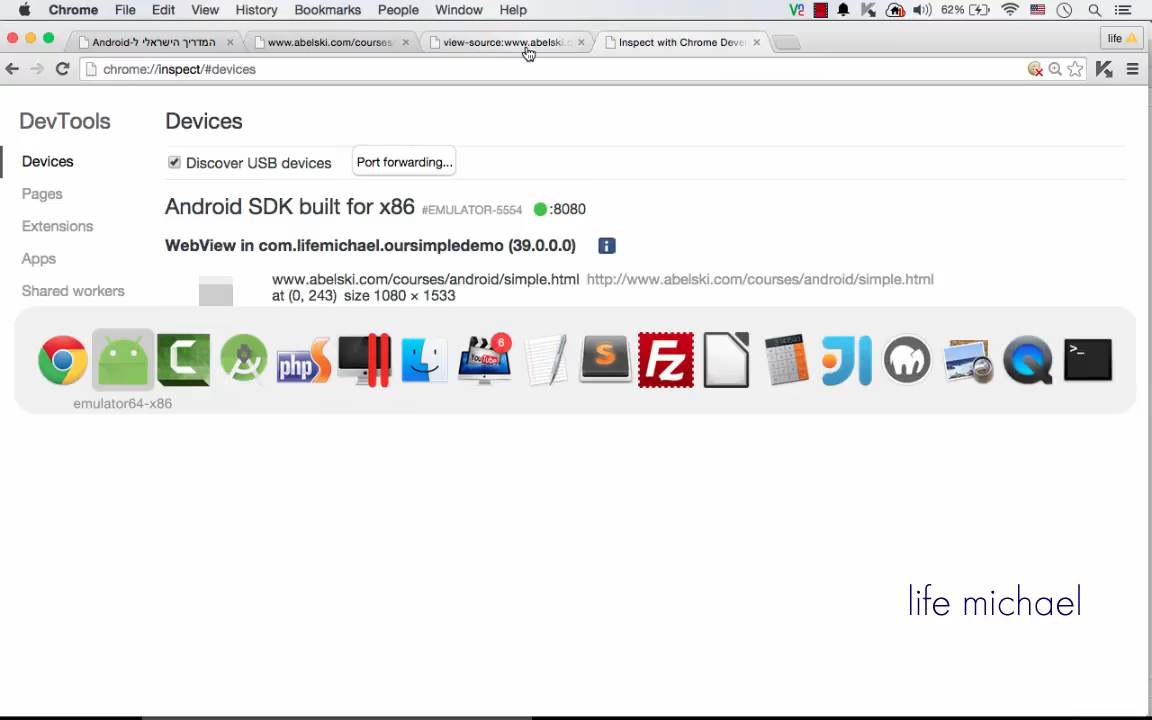 Chrome File Edit View History Bookmarks People Window Help 62%
המדריך הישראלי ל-Android
www.abelski.com/courses
view-source:www.abelski.c
Inspect with Chrome Devel
life
chrome://inspect/#devices
DevTools
Devices
Pages
Extensions
Apps
Shared workers
Devices
Discover USB devices
Port forwarding...
Android SDK built for x86 #EMULATOR-5554 :8080
WebView in com.lifemichael.oursimpledemo (39.0.0.0)
www.abelski.com/courses/android/simple.html http://www.abelski.com/courses/android/simple.html
at (0, 243) size 1080 × 1533
php
YouTube
6
S
Fz
JI
>_
emulator64-x86
life michael